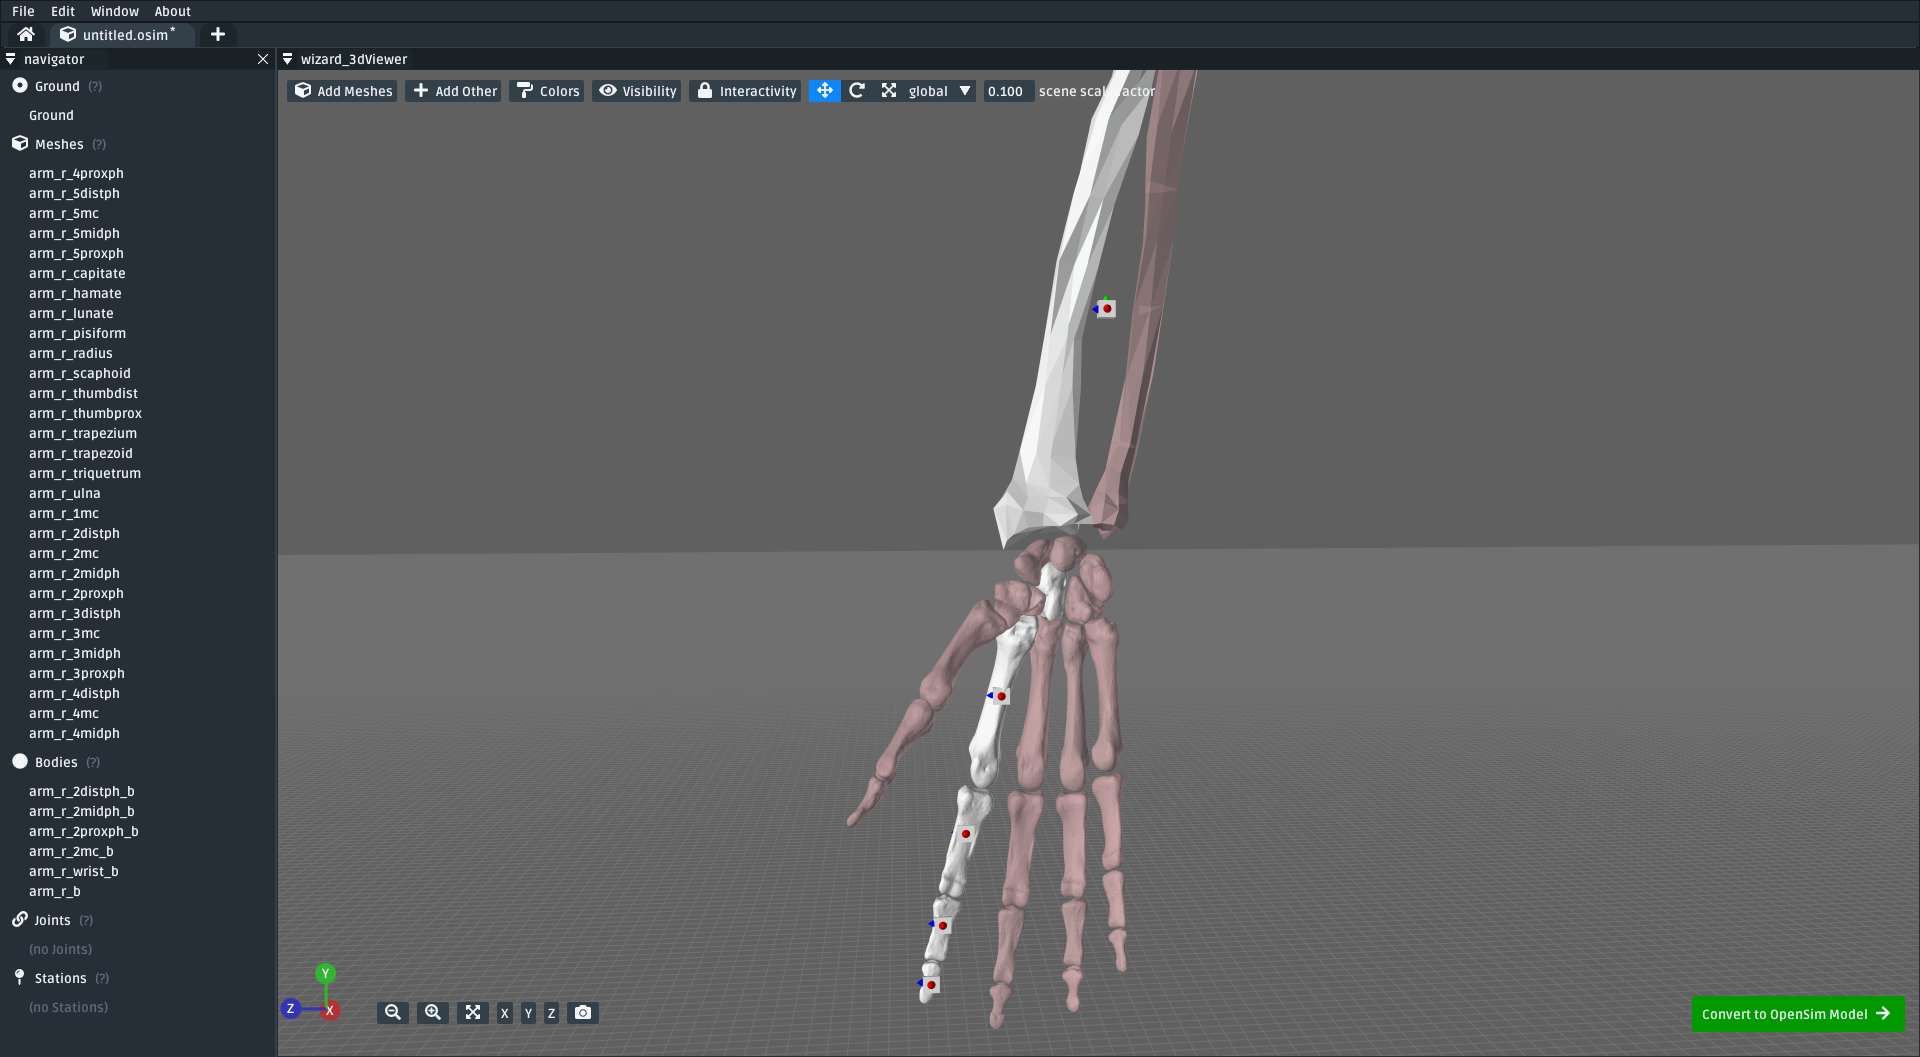 File Edit Window About
untitled.osim*
navigator
wizard_3dViewer
Ground (?)
Ground
Meshes (?)
arm_r_4proxph
arm_r_5distph
arm_r_5mc
arm_r_5midph
arm_r_5proxph
arm_r_capitate
arm_r_hamate
arm_r_lunate
arm_r_pisiform
arm_r_radius
arm_r_scaphoid
arm_r_thumbdist
arm_r_thumbprox
arm_r_trapezium
arm_r_trapezoid
arm_r_triquetrum
arm_r_ulna
arm_r_1mc
arm_r_2distph
arm_r_2mc
arm_r_2midph
arm_r_2proxph
arm_r_3distph
arm_r_3mc
arm_r_3midph
arm_r_3proxph
arm_r_4distph
arm_r_4mc
arm_r_4midph
Bodies (?)
arm_r_2distph_b
arm_r_2midph_b
arm_r_2proxph_b
arm_r_2mc_b
arm_r_wrist_b
arm_r_b
Joints (?)
(no Joints)
Stations (?)
(no Stations)
Add Meshes Add Other Colors Visibility Interactivity global 0.100 scene
Y
Z X
X Y Z
Convert to OpenSim Model